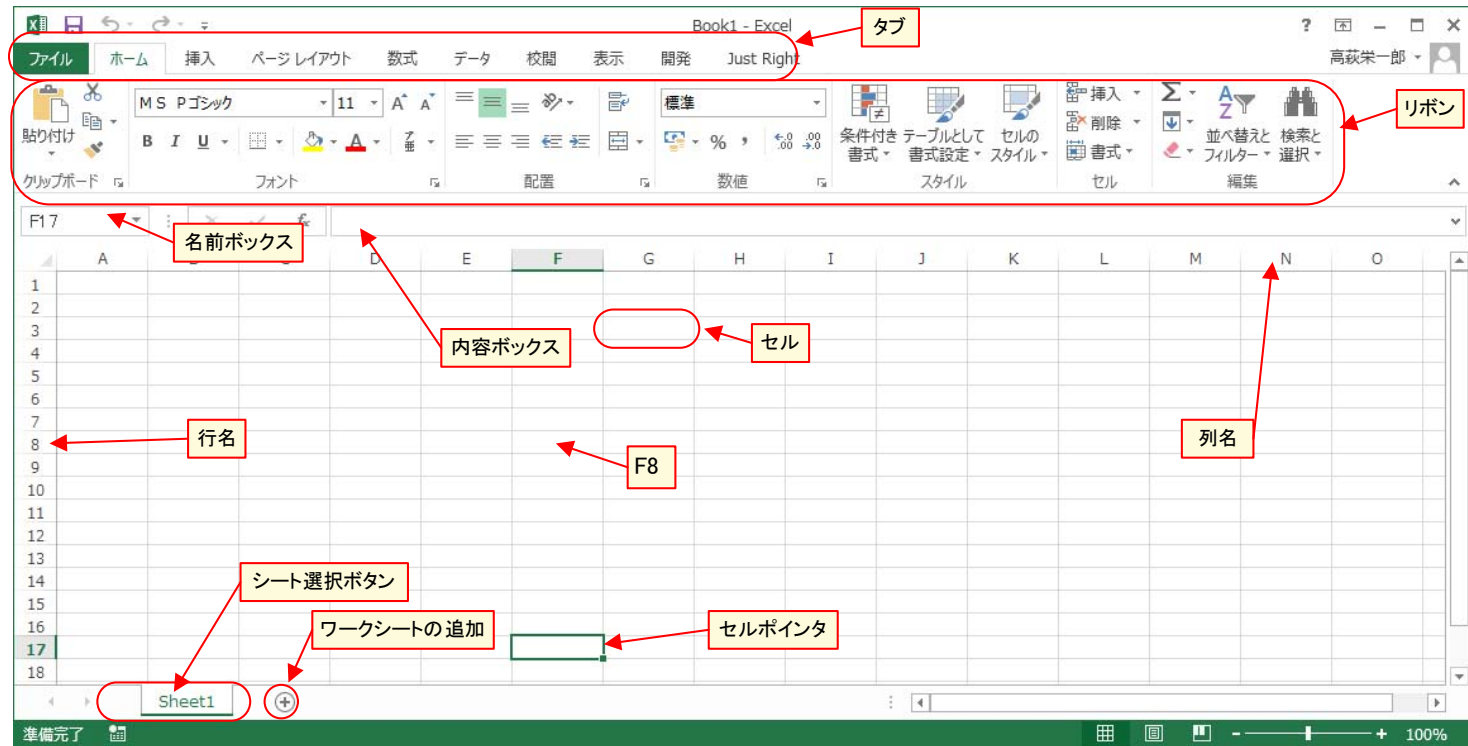 Book1 - Excel
タブ
ファイル ホーム 挿入 ページ レイアウト 数式 データ 校閲 表示 開発 Just Right 高萩栄一郎
リボン
貼り付け
ＭＳ Ｐゴシック 11
B I U
標準
%
条件付き書式
テーブルとして書式設定
セルのスタイル
挿入
削除
書式
並べ替えとフィルター
検索と選択
クリップボード フォント 配置 数値 スタイル セル 編集
F17
fx
名前ボックス
A D E F G H I J K L M N O
1
2
3
4
5
6
7
8
9
10
11
12
13
14
15
16
17
18
内容ボックス
セル
行名
F8
列名
シート選択ボタン
ワークシートの追加
セルポインタ
Sheet1
準備完了 100%